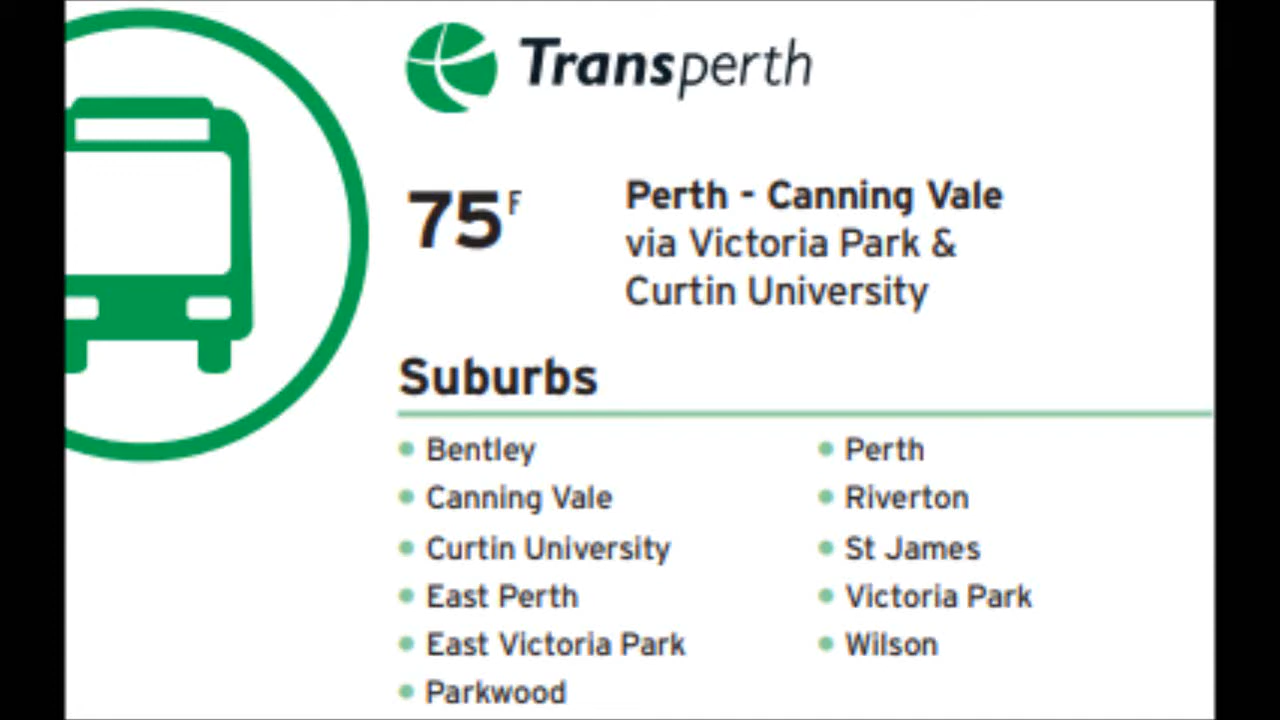 Transperth
75F
Perth - Canning Vale
via Victoria Park &
Curtin University
Suburbs
Bentley
Canning Vale
Curtin University
East Perth
East Victoria Park
Parkwood
Perth
Riverton
St James
Victoria Park
Wilson